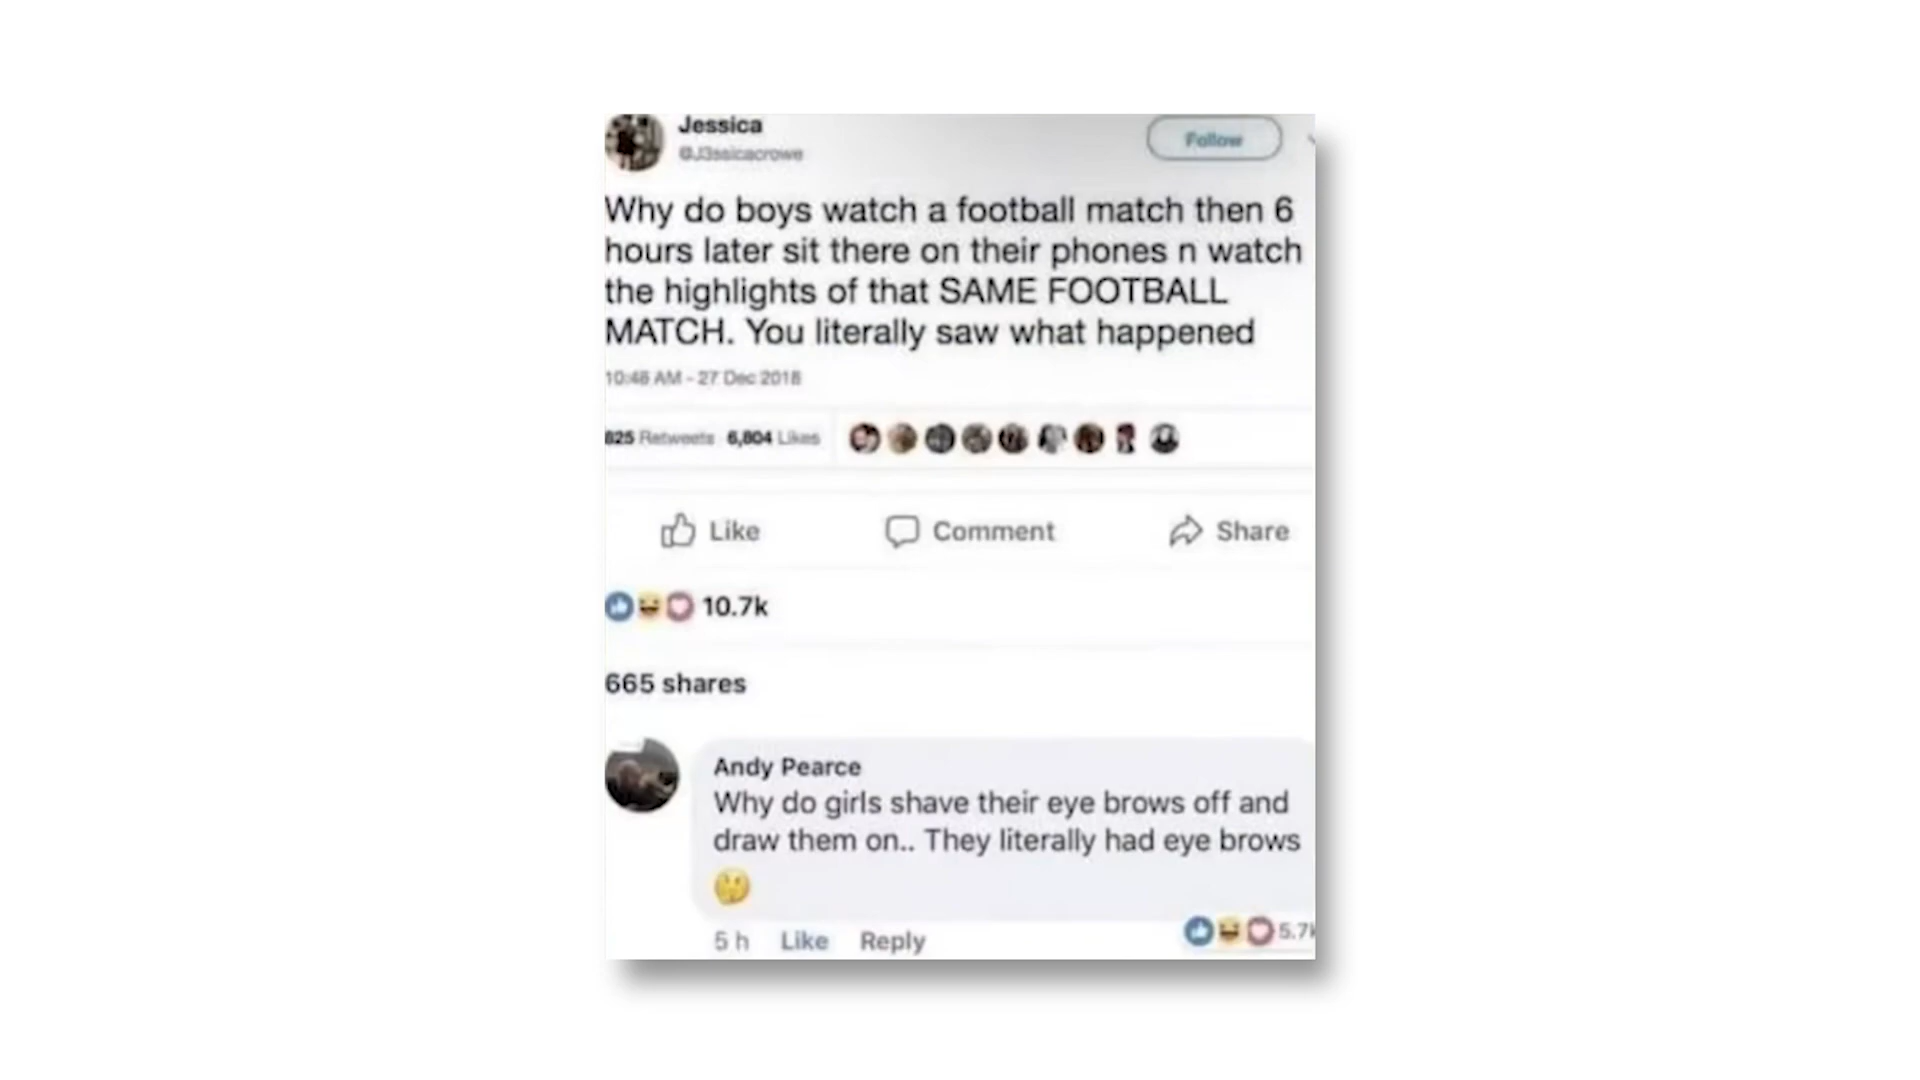 Jessica
@J3ssicacrowe
Follow
Why do boys watch a football match then 6
hours later sit there on their phones n watch
the highlights of that SAME FOOTBALL
MATCH. You literally saw what happened
10:46 AM - 27 Dec 2018
825 Retweets 6,804 Likes
Like Comment Share
10.7k
665 shares
Andy Pearce
Why do girls shave their eye brows off and
draw them on.. They literally had eye brows
5 h Like Reply
5.7k